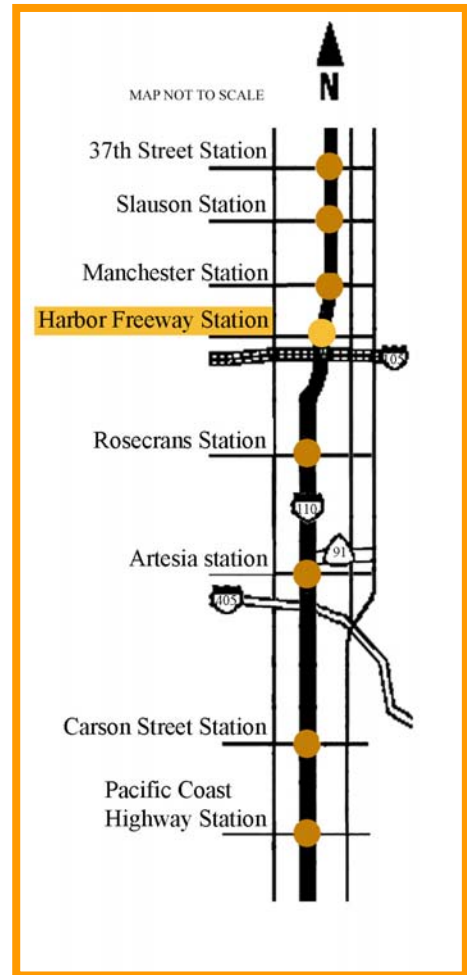 MAP NOT TO SCALE
N
37th Street Station
Slauson Station
Manchester Station
Harbor Freeway Station
105
Rosecrans Station
110
91
Artesia station
405
Carson Street Station
Pacific Coast
Highway Station